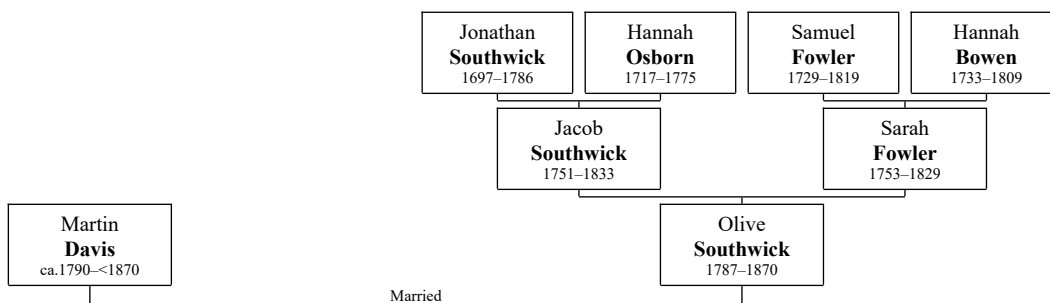 Jonathan
Southwick
1697–1786
Hannah
Osborn
1717–1775
Samuel
Fowler
1729–1819
Hannah
Bowen
1733–1809
Jacob
Southwick
1751–1833
Sarah
Fowler
1753–1829
Martin
Davis
ca.1790–<1870
Olive
Southwick
1787–1870
Married